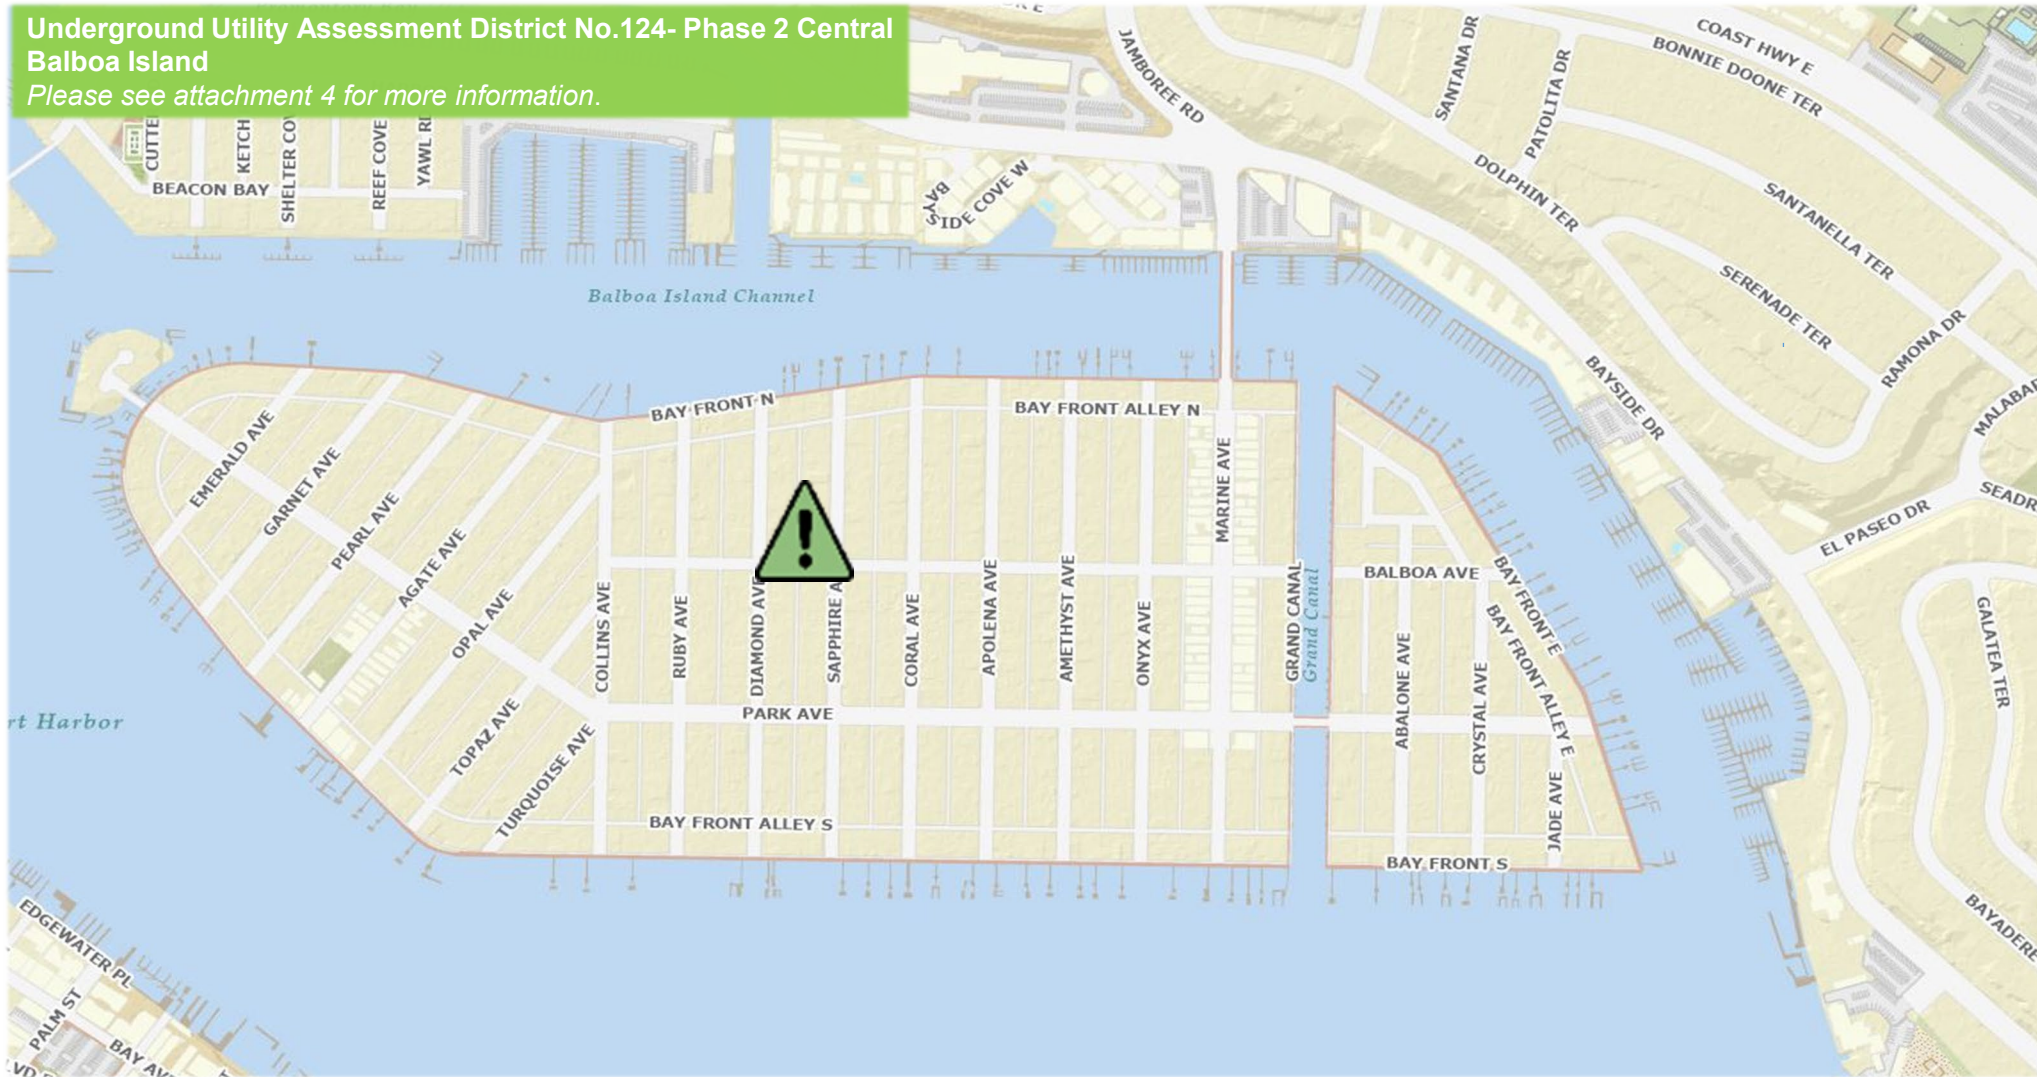 Underground Utility Assessment District No.124- Phase 2 Central
Balboa Island
Please see attachment 4 for more information.
JAMBOREE RD
SANTANA DR
PATOLITA DR
COAST HWY E
BONNIE DOONE TER
KETCH
SHELTER
REEF COVE
YAWL
BEACON BAY
BAYSIDE COVE W
DOLPHIN TER
SANTANELLA TER
SERENADE TER
RAMONA DR
Balboa Island Channel
BAYSIDE DR
EL PASEO DR
GALATEA TER
BAY FRONT N
BAY FRONT ALLEY N
EMERALD AVE
GARNET AVE
PEARL AVE
AGATE AVE
OPAL AVE
TOPAZ AVE
TURQUOISE AVE
COLLINS AVE
RUBY AVE
DIAMOND AVE
SAPPHIRE A
CORAL AVE
APOLENA AVE
AMETHYST AVE
ONYX AVE
MARINE AVE
GRAND CANAL
Grand Canal
BALBOA AVE
BAY FRONT E
BAY FRONT ALLEY E
ABALONE AVE
CRYSTAL AVE
JADE AVE
PARK AVE
BAY FRONT ALLEY S
BAY FRONT S
rt Harbor
EDGEWATER PL
PALM ST
BAY AV
BAYADERE